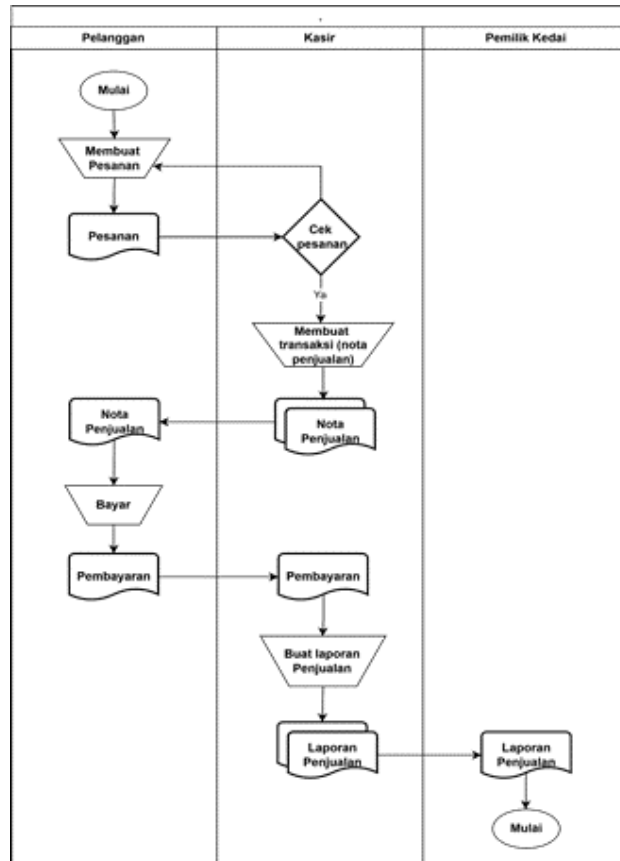 Pelanggan
Kasir
Pemilik Kedai
Mulai
Membuat
Pesanan
Pesanan
Cek
pesanan
Ya
Membuat
transaksi (nota
penjualan)
Nota
Penjualan
Nota
Penjualan
Bayar
Pembayaran
Pembayaran
Buat laporan
Penjualan
Laporan
Penjualan
Laporan
Penjualan
Mulai